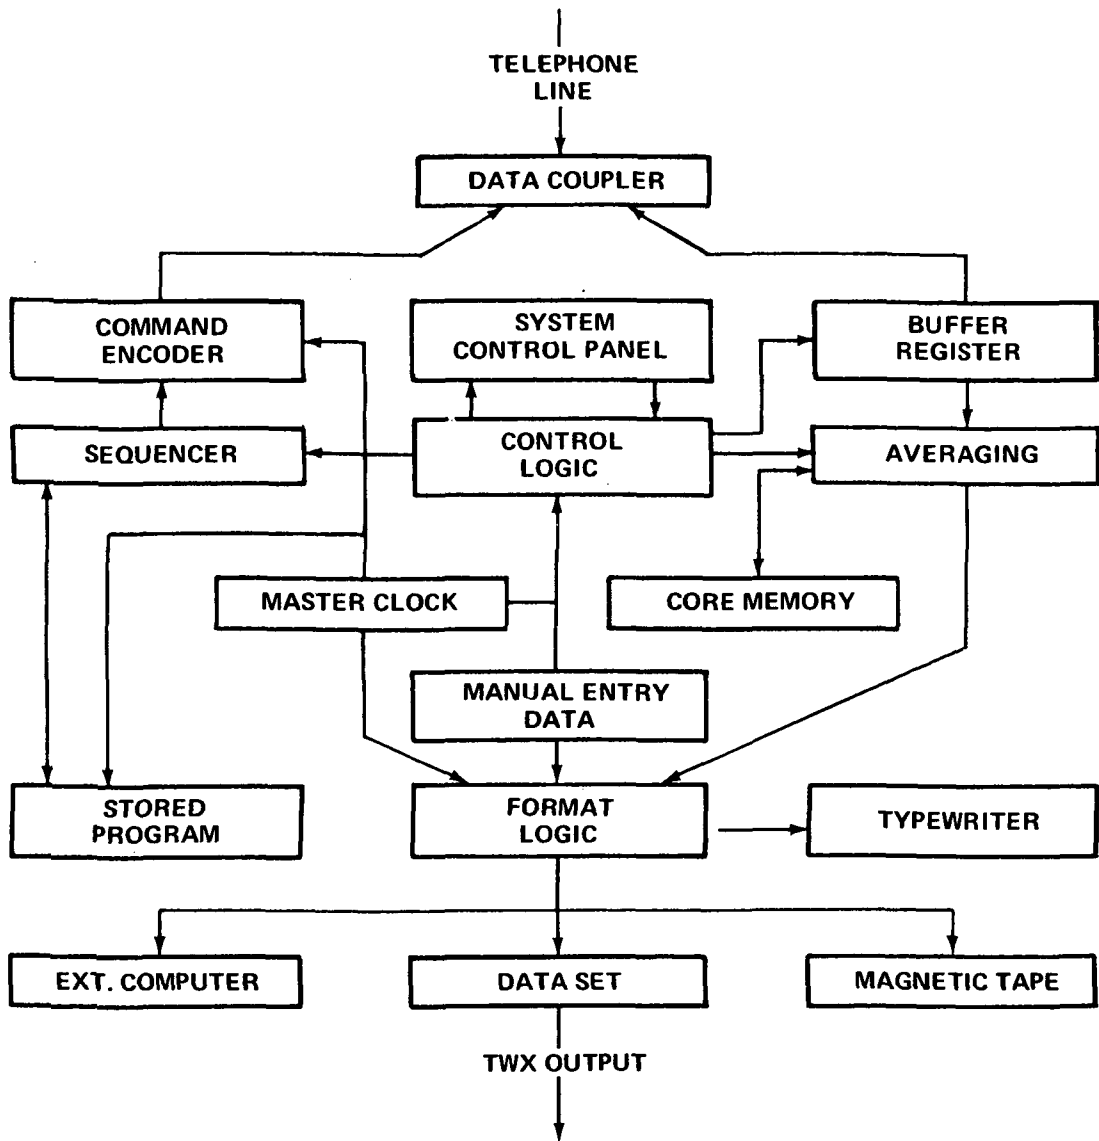 TELEPHONE
LINE
DATA COUPLER
COMMAND
ENCODER
SYSTEM
CONTROL PANEL
BUFFER
REGISTER
SEQUENCER
CONTROL
LOGIC
AVERAGING
MASTER CLOCK
CORE MEMORY
MANUAL ENTRY
DATA
STORED
PROGRAM
FORMAT
LOGIC
TYPEWRITER
EXT. COMPUTER
DATA SET
MAGNETIC TAPE
TWX OUTPUT